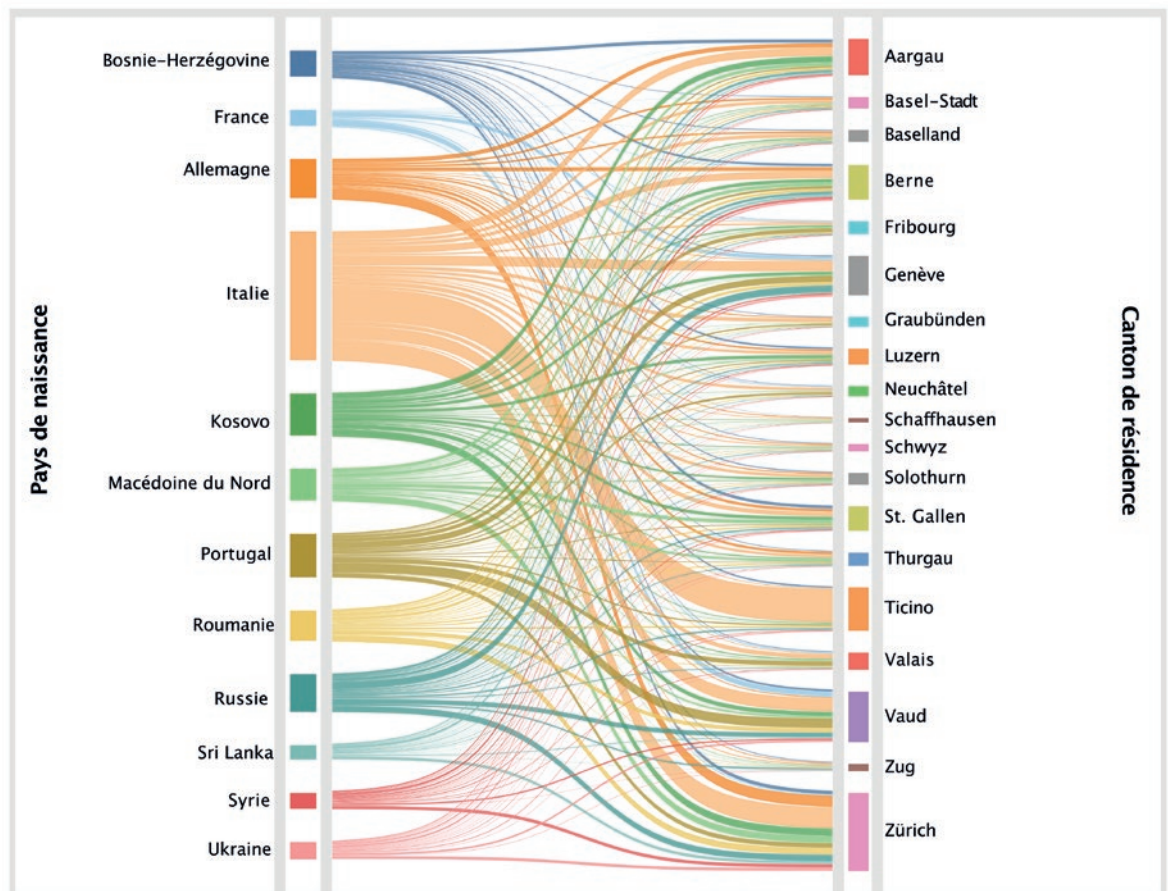 Pays de naissance
Bosnie-Herzégovine
France
Allemagne
Italie
Kosovo
Macédoine du Nord
Portugal
Roumanie
Russie
Sri Lanka
Syrie
Ukraine
Aargau
Basel-Stadt
Baselland
Berne
Fribourg
Genève
Graubünden
Luzern
Neuchâtel
Schaffhausen
Schwyz
Solothurn
St. Gallen
Thurgau
Ticino
Valais
Vaud
Zug
Zürich
Canton de résidence